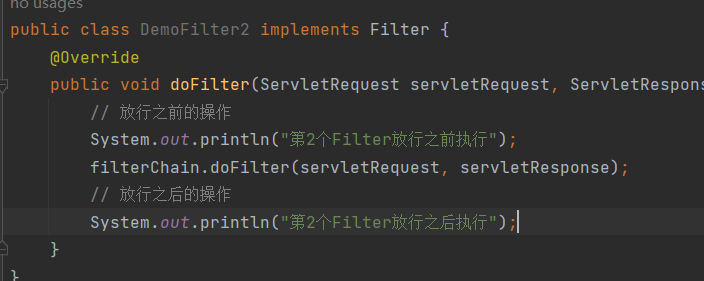 no usages
public class DemoFilter2 implements Filter {
@Override
public void doFilter(ServletRequest servletRequest, ServletRespons
// 放行之前的操作
System.out.println("第2个Filter放行之前执行");
filterChain.doFilter(servletRequest, servletResponse);
// 放行之后的操作
System.out.println("第2个Filter放行之后执行");
}
}